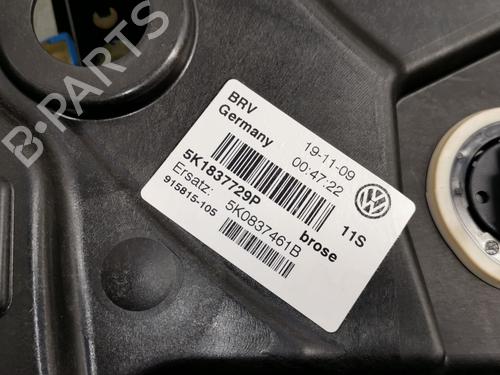 BRV
Germany
19-11-09
00:47:22
5K1837729P
Ersatz: 5K0837461B
915815-105
brose
11S
B-PARTS